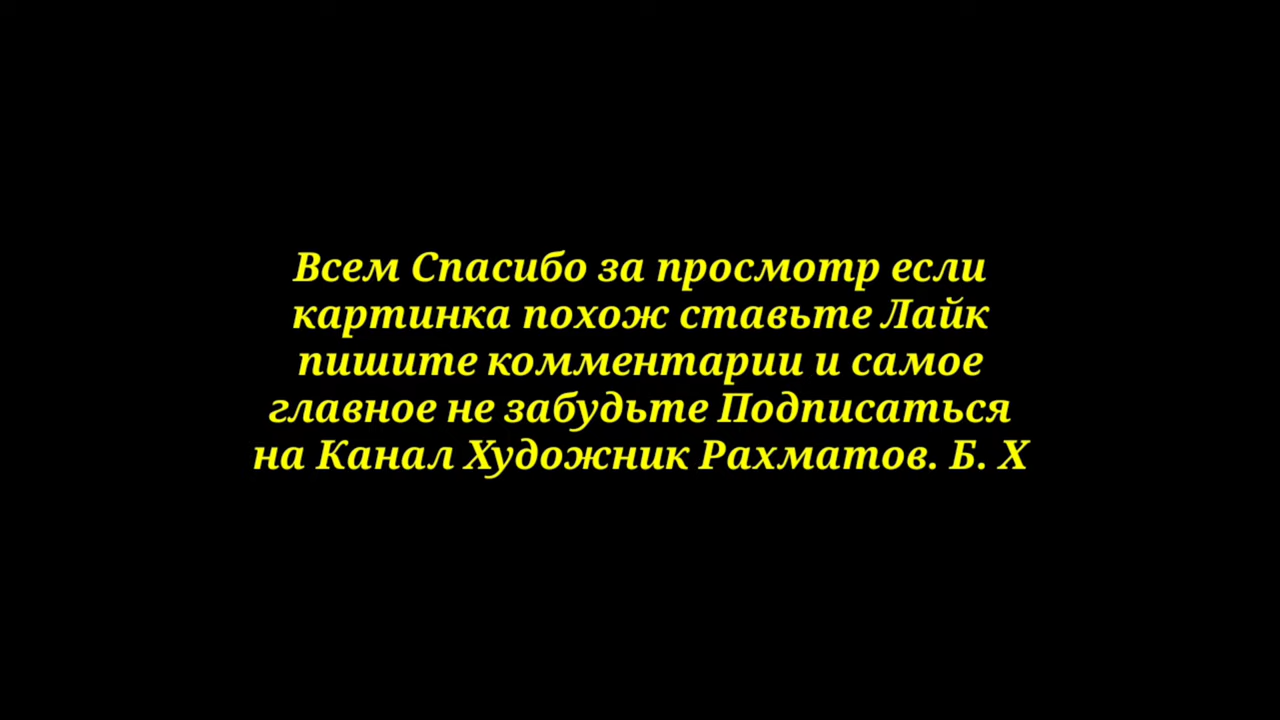 Всем Спасибо за просмотр если
картинка похож ставьте Лайк
пишите комментарии и самое
главное не забудьте Подписаться
на Канал Художник Рахматов. Б. Х